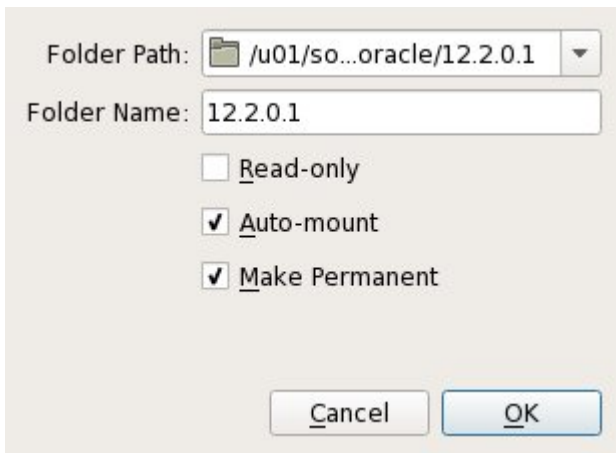 Folder Path: /u01/so...oracle/12.2.0.1
Folder Name: 12.2.0.1
Read-only
Auto-mount
Make Permanent
Cancel OK